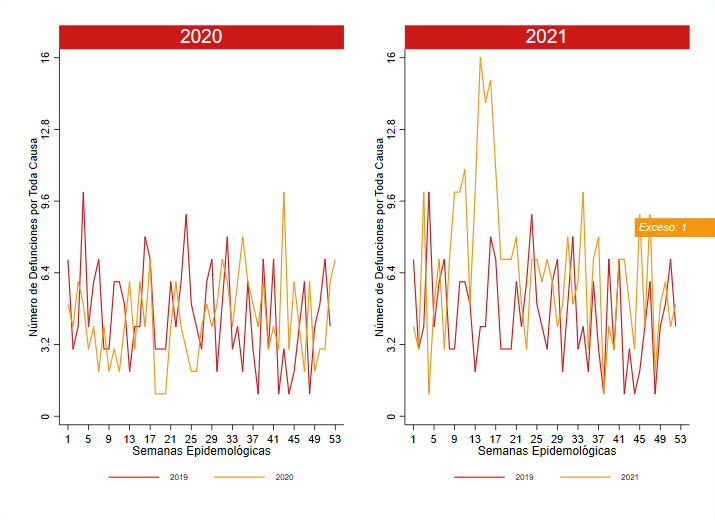 2020
Número de Defunciones por Toda Causa
16
12.8
9.6
6.4
3.2
0
1 5 9 13 17 21 25 29 33 37 41 45 49 53
Semanas Epidemológicas
2019 2020
2021
Número de Defunciones por Toda Causa
16
12.8
9.6
6.4
3.2
0
Exceso: 1
1 5 9 13 17 21 25 29 33 37 41 45 49 53
Semanas Epidemológicas
2019 2021